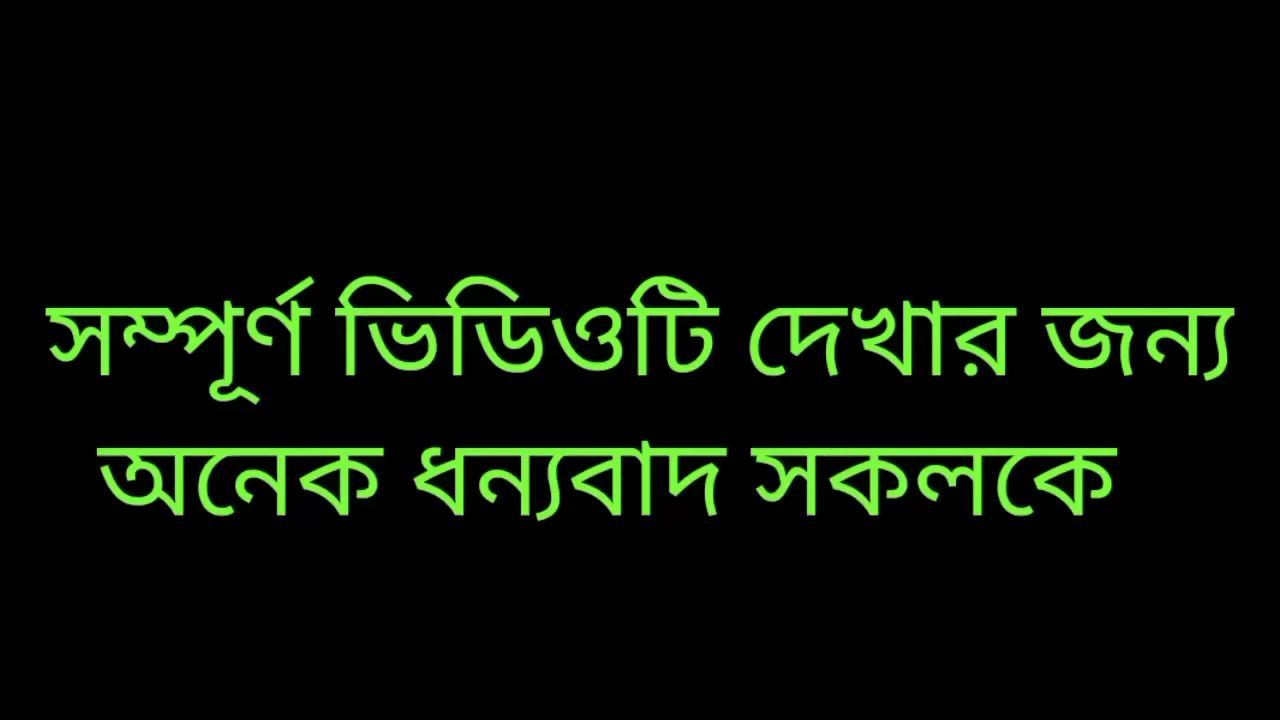 সম্পূর্ণ ভিডিওটি দেখার জন্য
অনেক ধন্যবাদ সকলকে